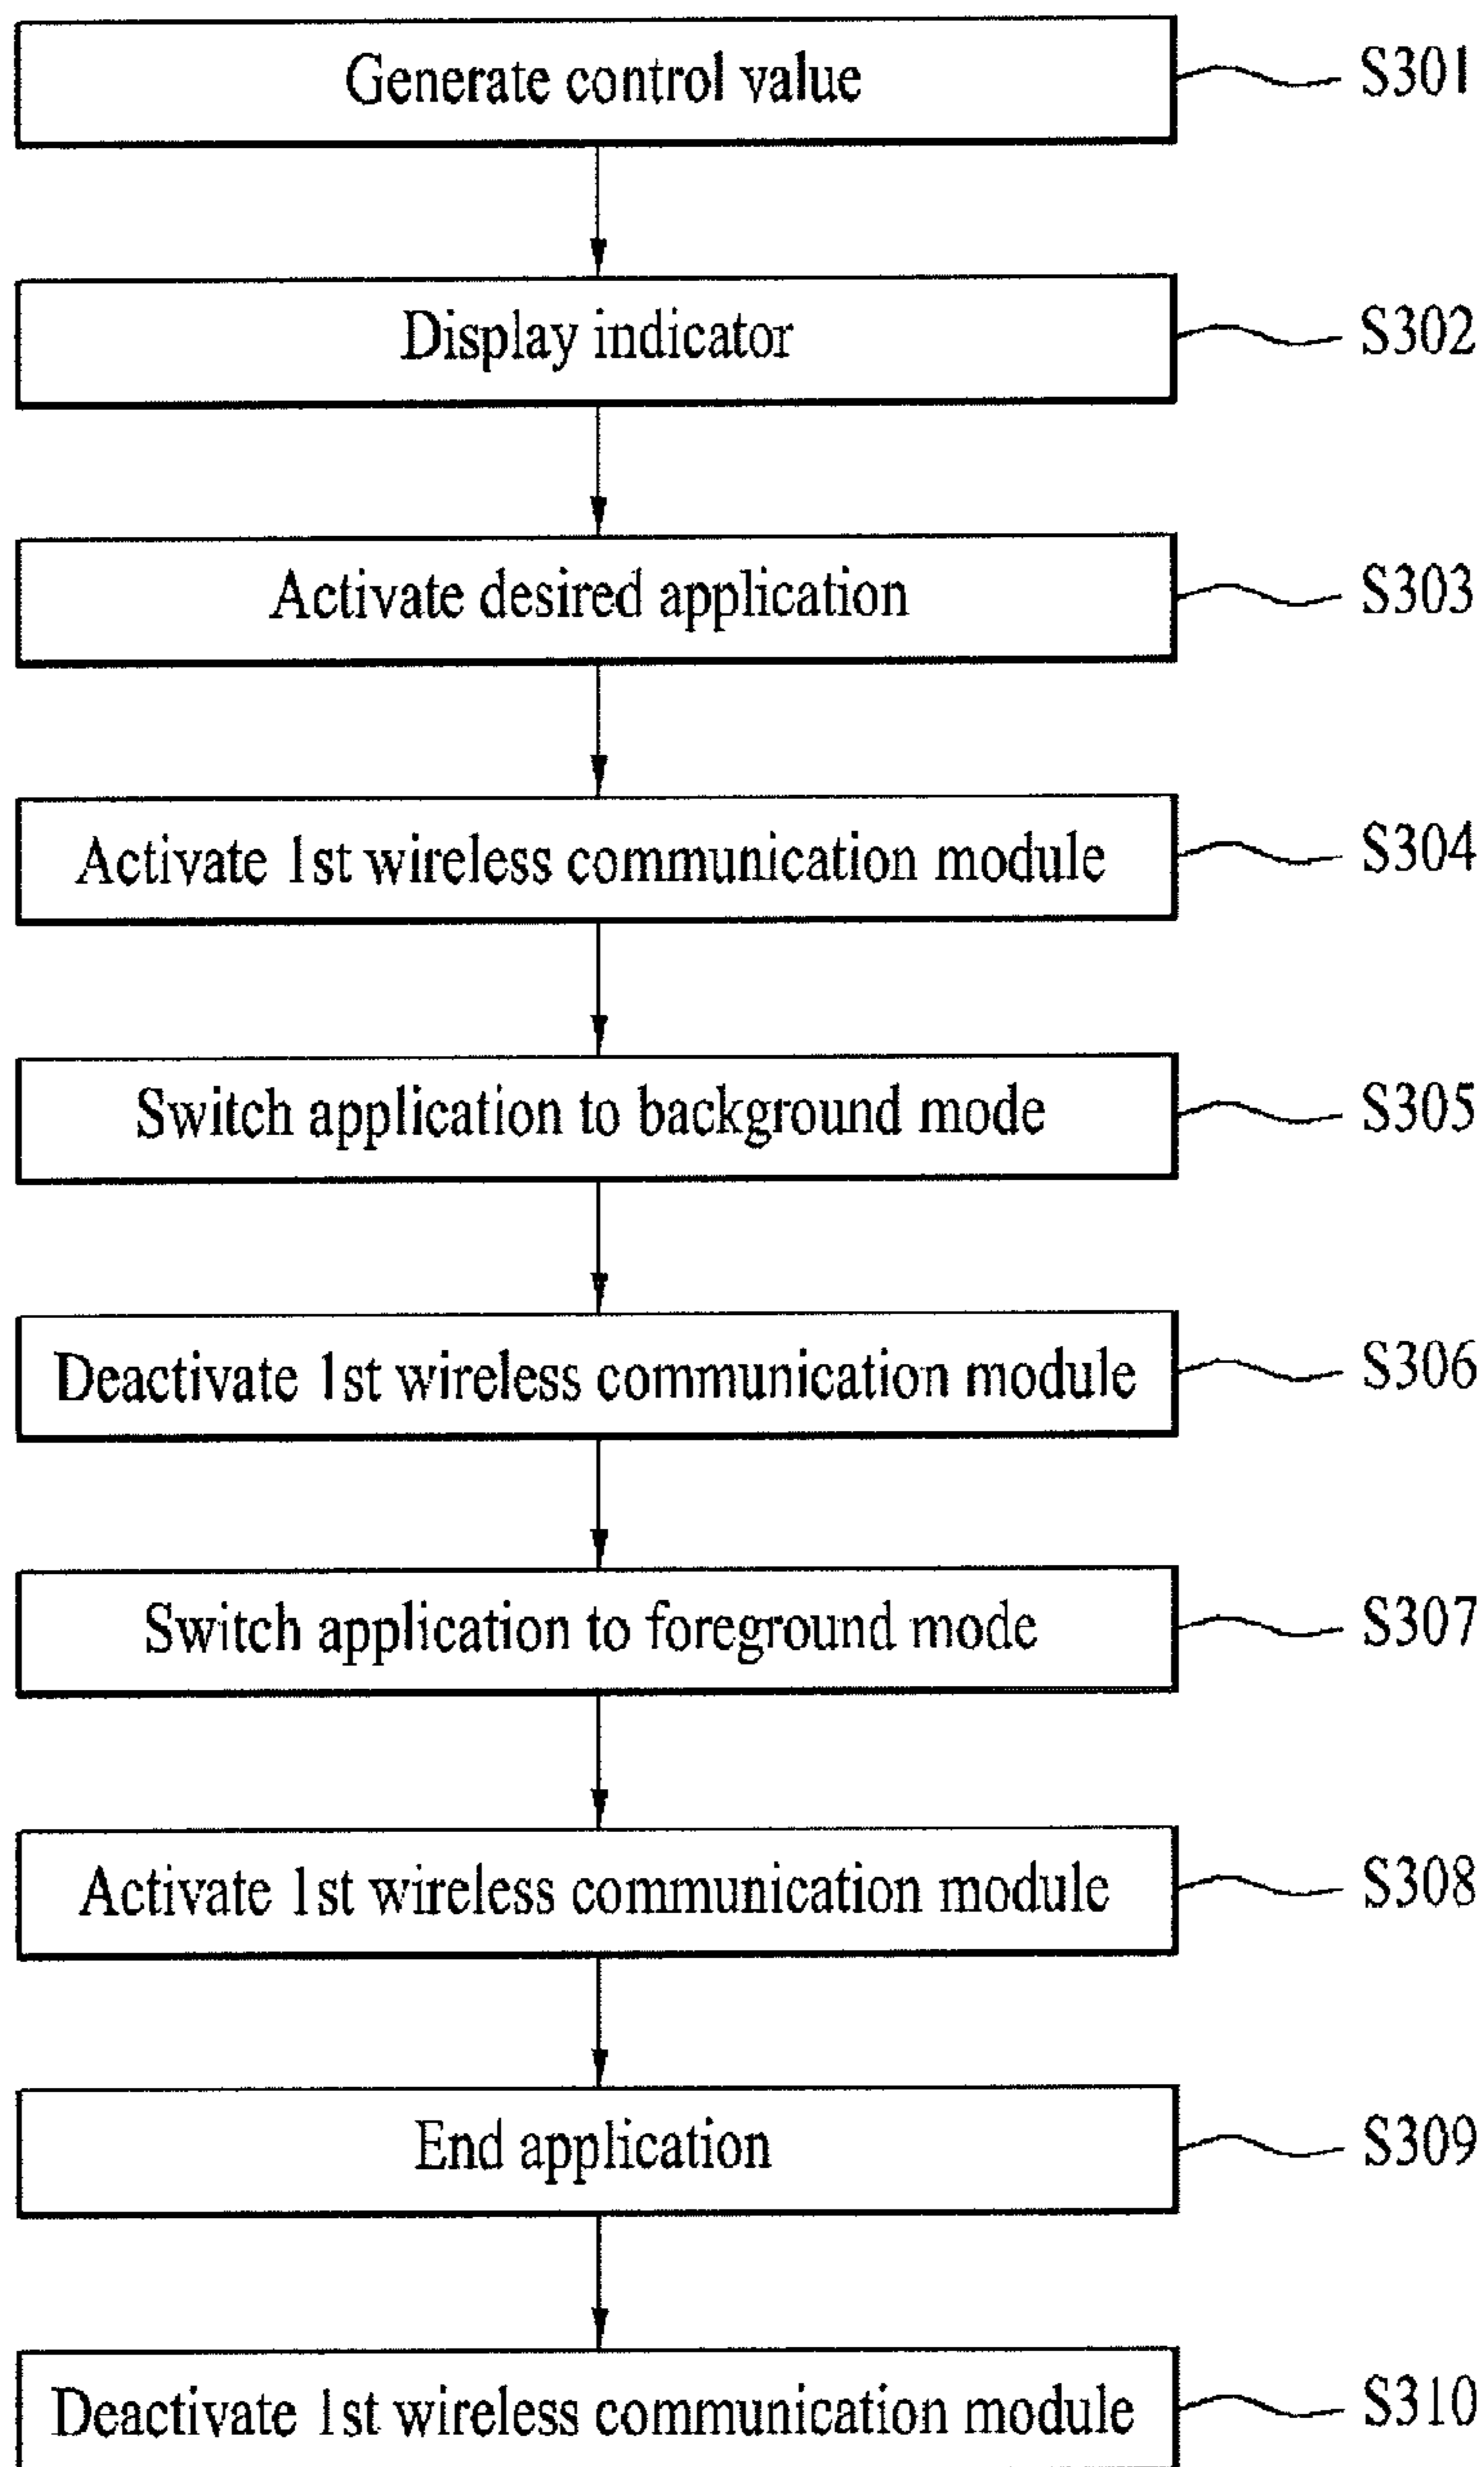 Generate control value S301
Display indicator S302
Activate desired application S303
Activate 1st wireless communication module S304
Switch application to background mode S305
Deactivate 1st wireless communication module S306
Switch application to foreground mode S307
Activate 1st wireless communication module S308
End application S309
Deactivate 1st wireless communication module S310